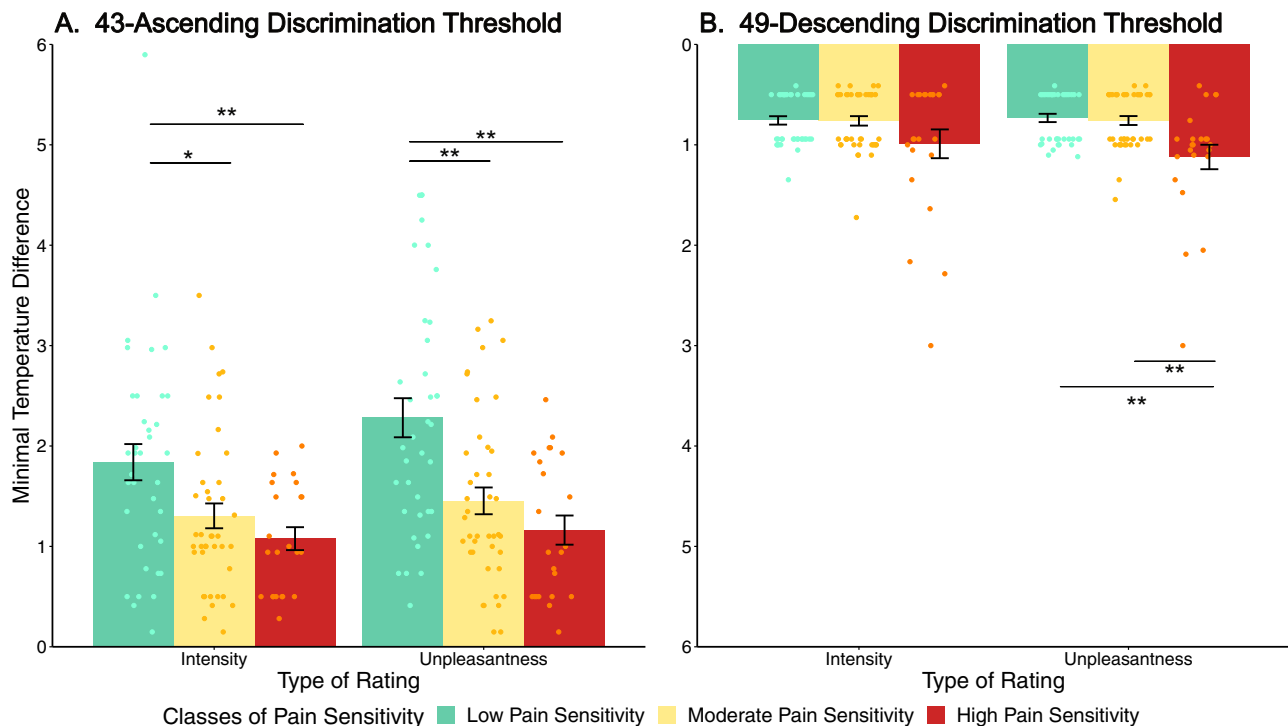 A. 43-Ascending Discrimination Threshold
B. 49-Descending Discrimination Threshold
Minimal Temperature Difference
6
5
4
3
2
1
0
**
*
**
**
Intensity
Unpleasantness
Type of Rating
0
1
2
3
4
5
6
**
**
Intensity
Unpleasantness
Type of Rating
Classes of Pain Sensitivity Low Pain Sensitivity Moderate Pain Sensitivity High Pain Sensitivity